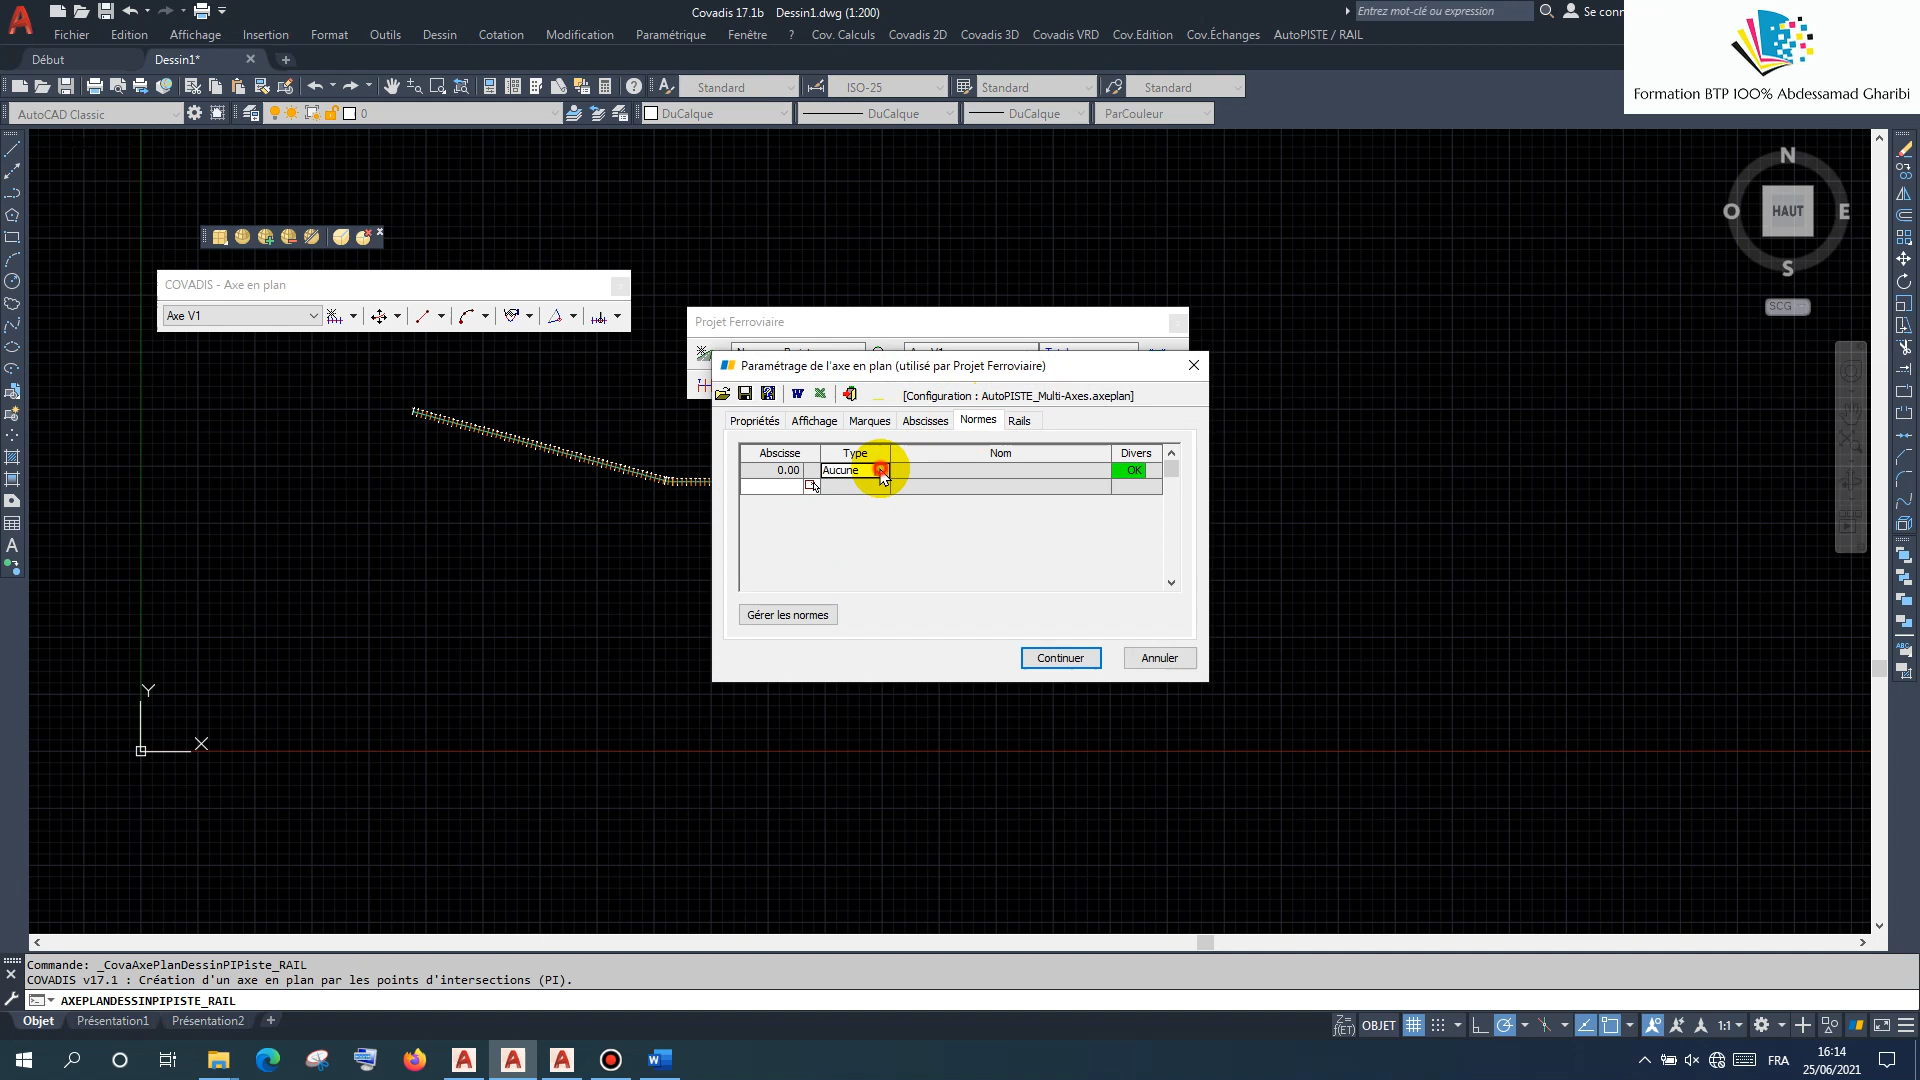 Covadis 17.1b Dessin1.dwg (1:200)
Entrez mot-clé ou expression
Se conn
Fichier Edition Affichage Insertion Format Outils Dessin Cotation Modification Paramétrique Fenêtre ? Cov. Calculs Covadis 2D Covadis 3D Covadis VRD Cov.Edition Cov.Échanges AutoPISTE / RAIL
Début Dessin1*
Standard ISO-25 Standard Standard
AutoCAD Classic 0 DuCalque DuCalque DuCalque ParCouleur
Formation BTP 100% Abdessamad Gharibi
N
O HAUT E
S
SCG
COVADIS - Axe en plan
Axe V1
Projet Ferroviaire
Paramétrage de l'axe en plan (utilisé par Projet Ferroviaire)
[Configuration : AutoPISTE_Multi-Axes.axeplan]
Propriétés Affichage Marques Abscisses Normes Rails
Abscisse Type Nom Divers
0.00 Aucune OK
Gérer les normes
Continuer Annuler
Y
X
Commande: _CovaAxePlanDessinPIPiste_RAIL
COVADIS v17.1 : Création d'un axe en plan par les points d'intersections (PI).
AXEPLANDESSINPIPISTE_RAIL
Objet Présentation1 Présentation2
OBJET 1:1
FRA
16:14
25/06/2021